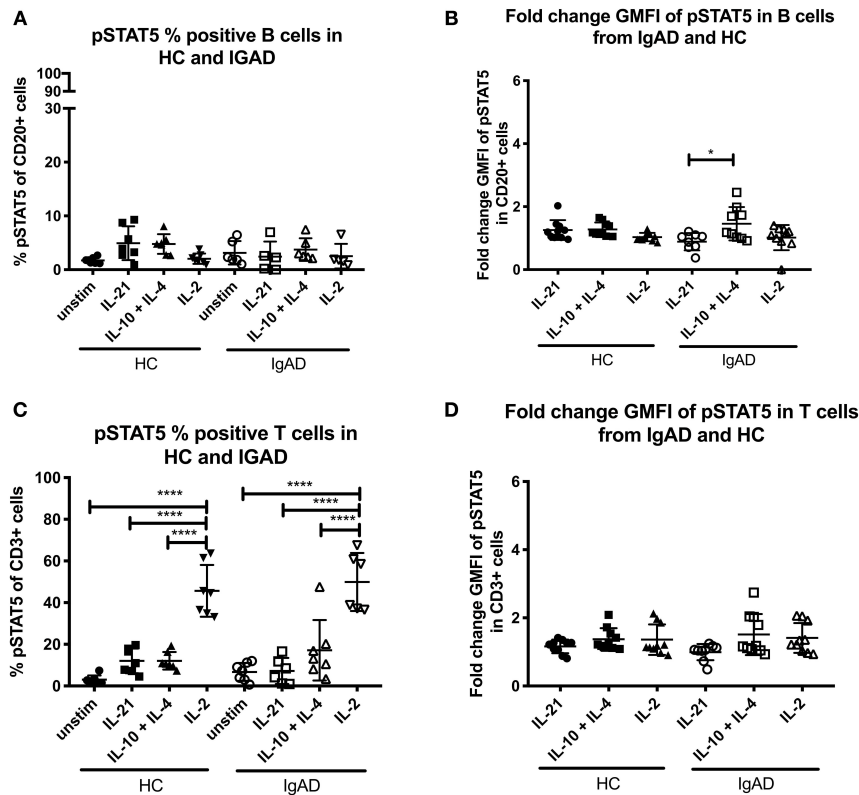 A
pSTAT5 % positive B cells in
HC and IGAD
% pSTAT5 of CD20+ cells
100
90
30
20
10
0
unstim
IL-21
IL-10 + IL-4
IL-2
unstim
IL-21
IL-10 + IL-4
IL-2
HC
IgAD
B
Fold change GMFI of pSTAT5 in B cells
from IgAD and HC
Fold change GMFI of pSTAT5
in CD20+ cells
6
4
2
0
*
IL-21
IL-10 + IL-4
IL-2
IL-21
IL-10 + IL-4
IL-2
HC
IgAD
C
pSTAT5 % positive T cells in
HC and IGAD
% pSTAT5 of CD3+ cells
100
80
60
40
20
0
****
****
****
****
****
****
unstim
IL-21
IL-10 + IL-4
IL-2
unstim
IL-21
IL-10 + IL-4
IL-2
HC
IgAD
D
Fold change GMFI of pSTAT5 in T cells
from IgAD and HC
Fold change GMFI of pSTAT5
in CD3+ cells
6
4
2
0
IL-21
IL-10 + IL-4
IL-2
IL-21
IL-10 + IL-4
IL-2
HC
IgAD